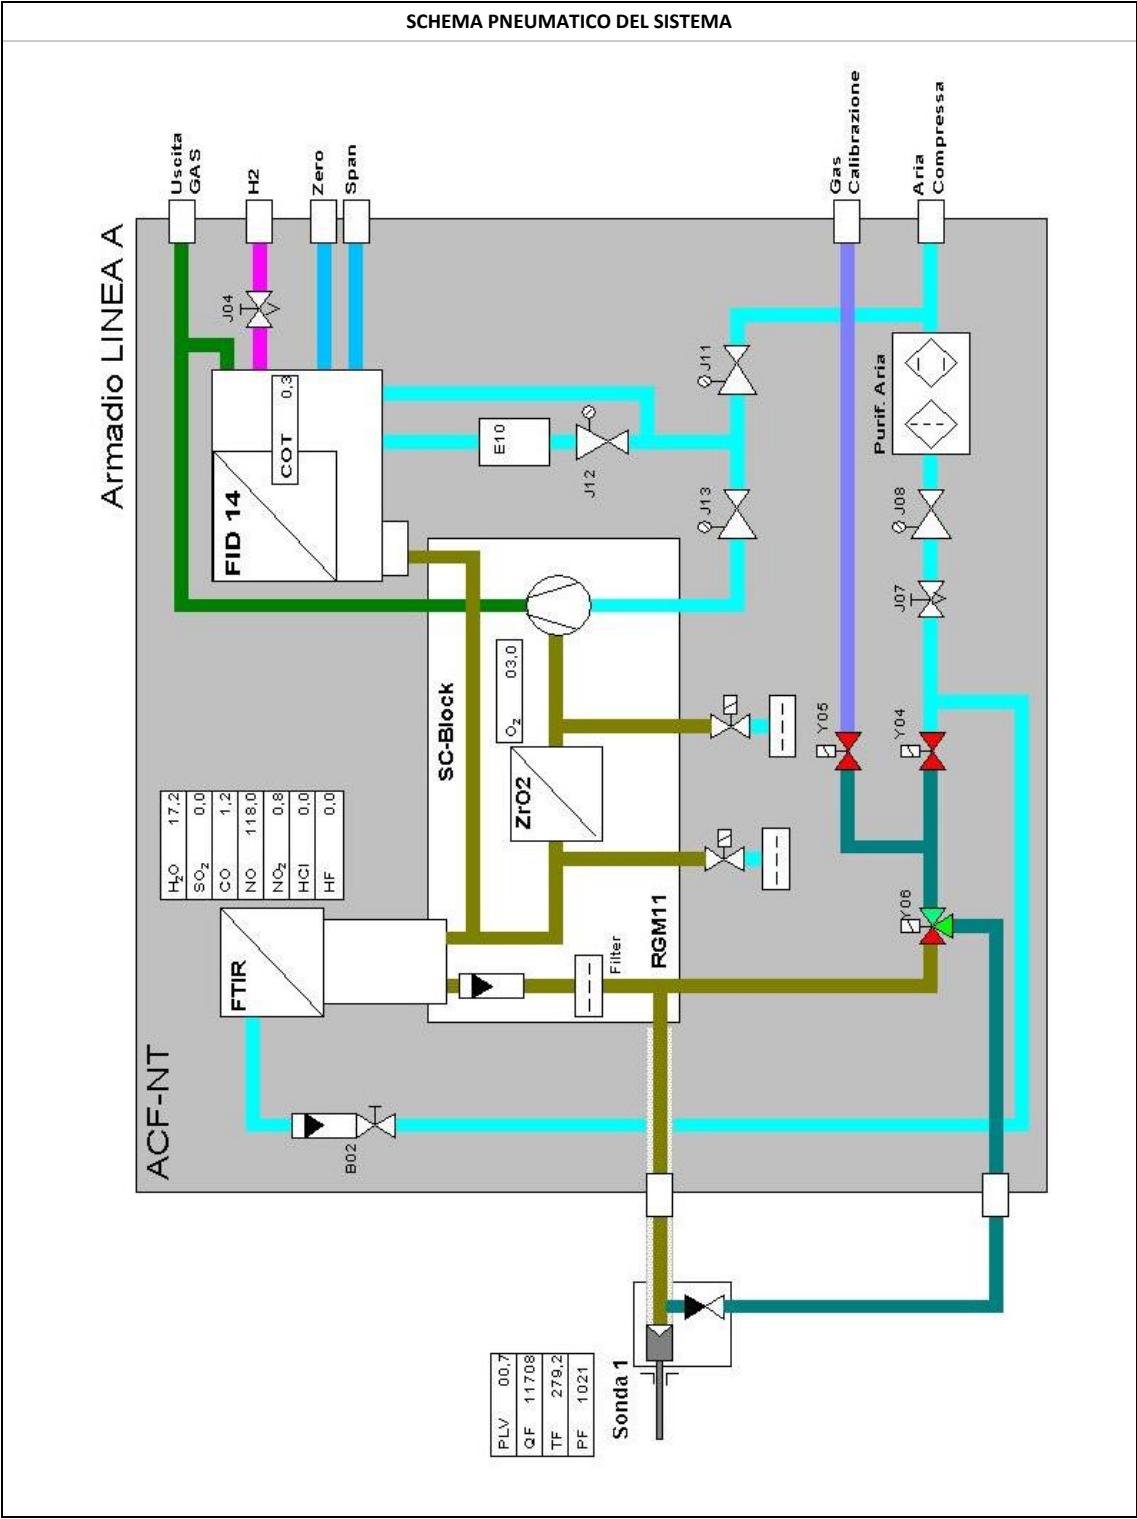 SCHEMA PNEUMATICO DEL SISTEMA
Armadio LINEA A
ACF-NT
Uscita
GAS
H2
Zero
Span
Gas
Calibrazione
Aria
Compressa
J04
COT 0,3
FID 14
E10
J12
J11
J13
Purif. Aria
J08
J07
SC-Block
O₂ 03,0
ZrO2
RGM11
Filter
Y05
Y04
Y06
H₂O 17,2
SO₂ 0,0
CO 1,2
NO 118,0
NO₂ 0,8
HCl 0,0
HF 0,0
FTIR
B02
PLV 00,7
QF 11708
TF 279,2
PF 1021
Sonda 1